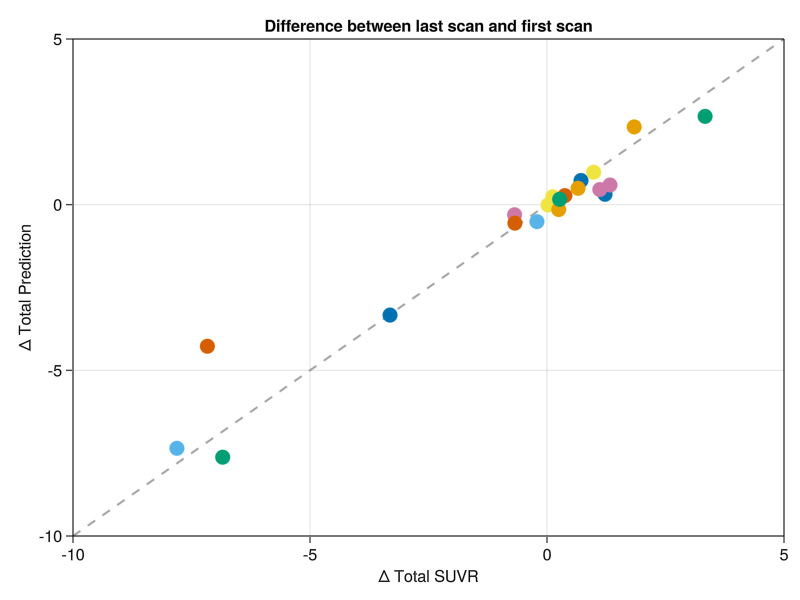 Difference between last scan and first scan
5
0
-5
-10
Δ Total Prediction
-10
-5
0
5
Δ Total SUVR